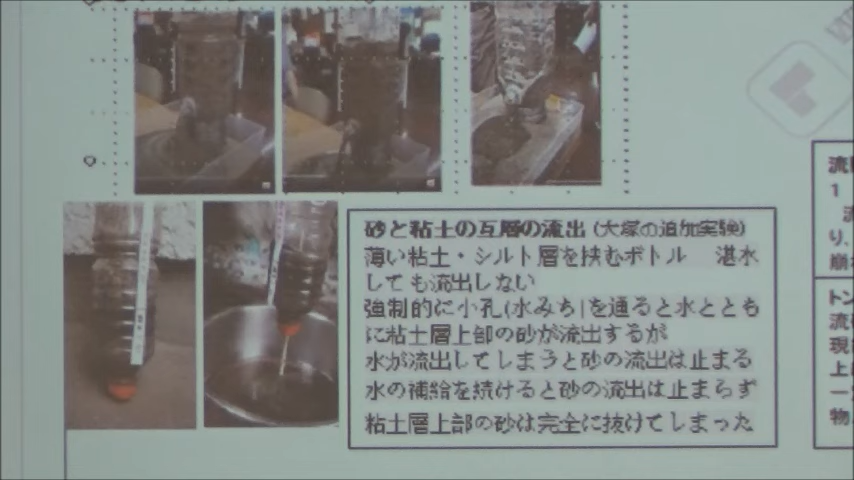 砂と粘土の互層の流出 (大塚の追加実験)
薄い粘土・シルト層を挟むボトル 湛水
しても流出しない
強制的に小孔(水みち)を通ると水ととも
に粘土層上部の砂が流出するが
水が流出してしまうと砂の流出は止まる
水の補給を続けると砂の流出は止まらず
粘土層上部の砂は完全に抜けてしまった
1
り、
トン